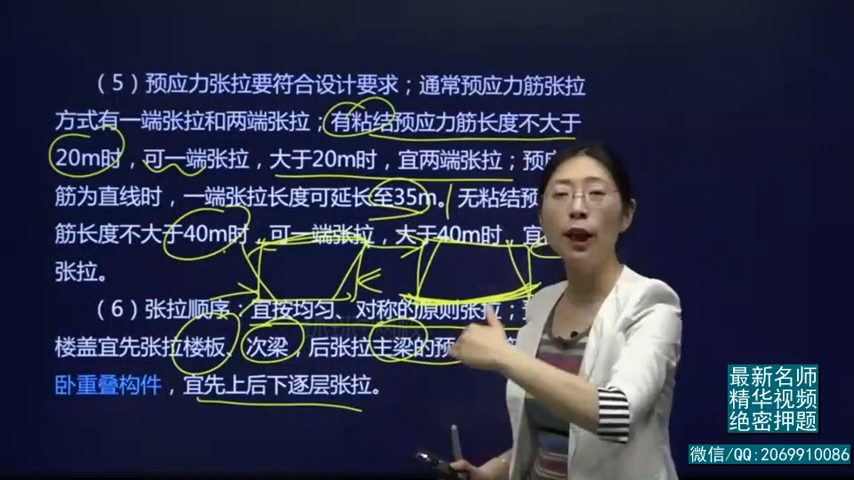 （5）预应力张拉要符合设计要求；通常预应力筋张拉
方式有一端张拉和两端张拉；有粘结预应力筋长度不大于
20m时，可一端张拉，大于20m时，宜两端张拉；预应
筋为直线时，一端张拉长度可延长至35m。无粘结预
筋长度不大于40m时，可一端张拉，大于40m时，宜
张拉。
（6）张拉顺序：宜按均匀、对称的原则张拉；
楼盖宜先张拉楼板、次梁，后张拉主梁的预
卧重叠构件，宜先上后下逐层张拉。
最新名师
精华视频
绝密押题
微信/QQ:2069910086